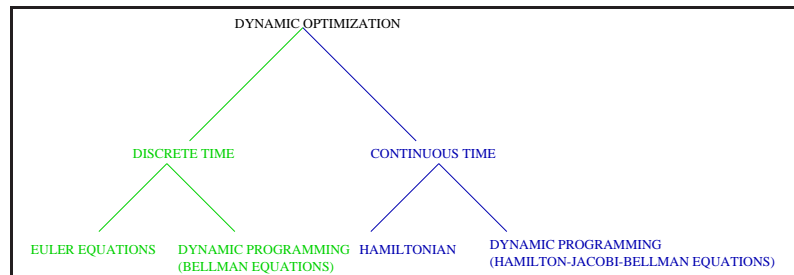 DYNAMIC OPTIMIZATION
DISCRETE TIME
CONTINUOUS TIME
EULER EQUATIONS
DYNAMIC PROGRAMMING
(BELLMAN EQUATIONS)
HAMILTONIAN
DYNAMIC PROGRAMMING
(HAMILTON-JACOBI-BELLMAN EQUATIONS)